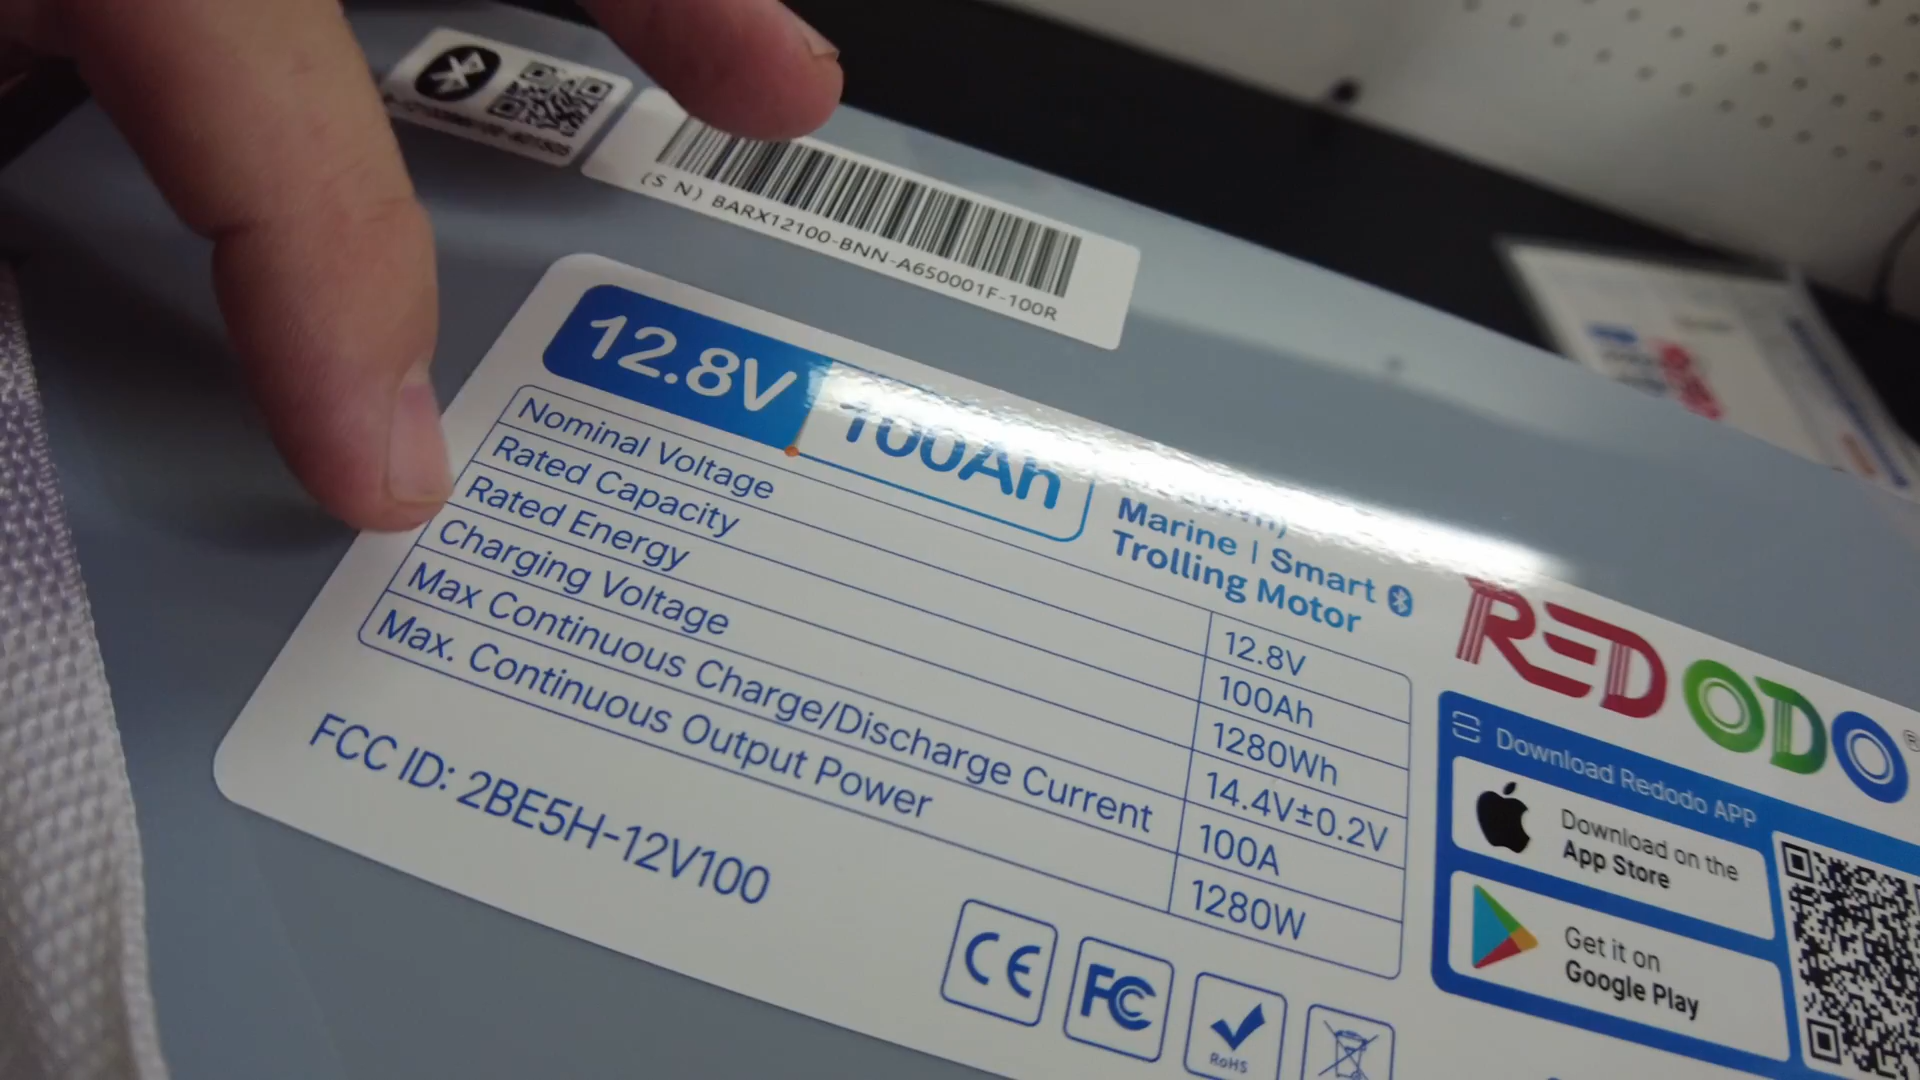 (S N) BARX12100-BNN-A650001F-100R
12.8V 100Ah
Marine | Smart
Trolling Motor
Nominal Voltage 12.8V
Rated Capacity 100Ah
Rated Energy 1280Wh
Charging Voltage 14.4V±0.2V
Max Continuous Charge/Discharge Current 100A
Max. Continuous Output Power 1280W
FCC ID: 2BE5H-12V100
CE
FC
RoHS
REDODO®
Download Redodo APP
Download on the
App Store
Get it on
Google Play